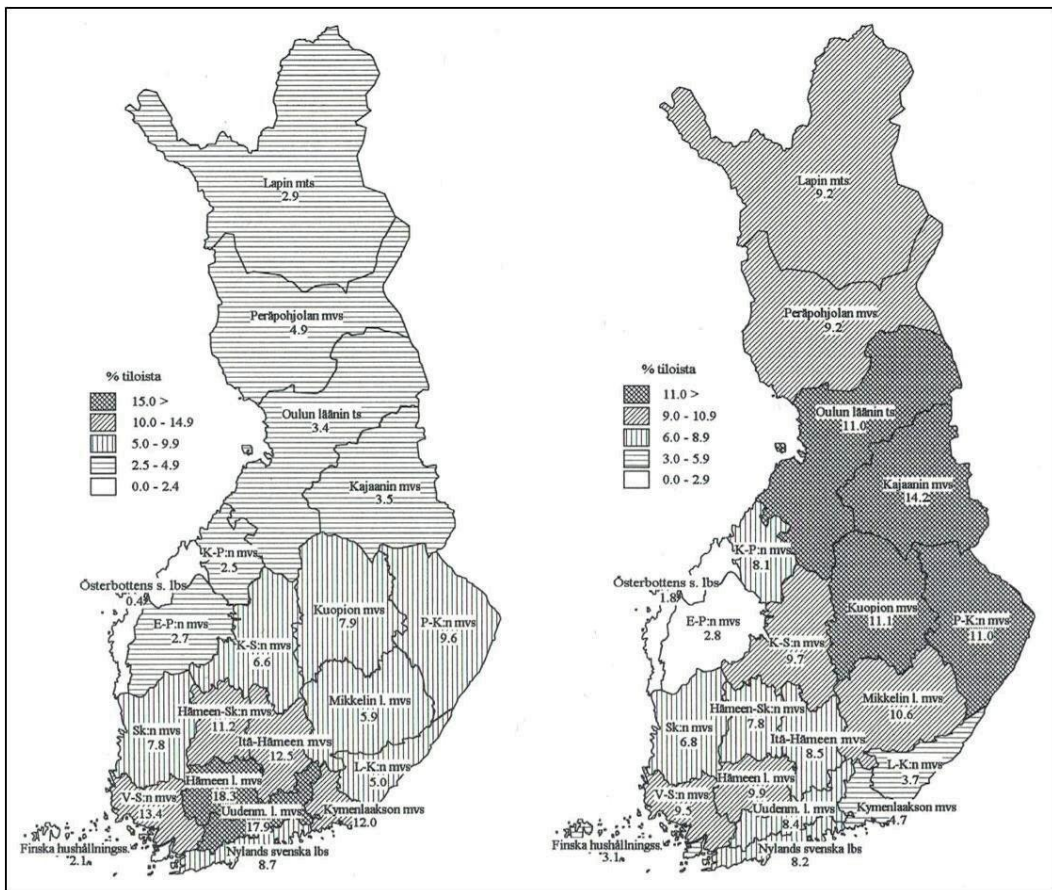 Lapin mts
2.9
Peräpohjolan mvs
4.9
% tiloista
15.0 >
10.0 - 14.9
5.0 - 9.9
2.5 - 4.9
0.0 - 2.4
Oulun läänin ts
3.4
Kajaanin mvs
3.5
K-P:n mvs
2.5
Österbottens s. lbs
0.4
E-P:n mvs
2.7
K-S:n mvs
6.6
Kuopion mvs
7.9
P-K:n mvs
9.6
Mikkelin l. mvs
5.9
Hämeen-Sk:n mvs
11.2
Sk:n mvs
7.8
Itä-Hämeen mvs
12.5
L-K:n mvs
5.0
Hämeen l. mvs
18.3
V-S:n mvs
13.4
Uudenm. l. mvs
17.9
Kymenlaakson mvs
12.0
Finska hushållningss.
2.1
Nylands svenska lbs
8.7
Lapin mts
9.2
Peräpohjolan mvs
9.2
% tiloista
11.0 >
9.0 - 10.9
6.0 - 8.9
3.0 - 5.9
0.0 - 2.9
Oulun läänin ts
11.0
Kajaanin mvs
14.2
K-P:n mvs
8.1
Österbottens s. lbs
1.8
E-P:n mvs
2.8
K-S:n mvs
9.7
Kuopion mvs
11.1
P-K:n mvs
11.0
Mikkelin l. mvs
10.6
Hämeen-Sk:n mvs
7.8
Sk:n mvs
6.8
Itä-Hämeen mvs
8.5
L-K:n mvs
3.7
Hämeen l. mvs
9.9
V-S:n mvs
9.5
Uudenm. l. mvs
8.4
Kymenlaakson mvs
4.7
Finska hushållningss.
3.1
Nylands svenska lbs
8.2